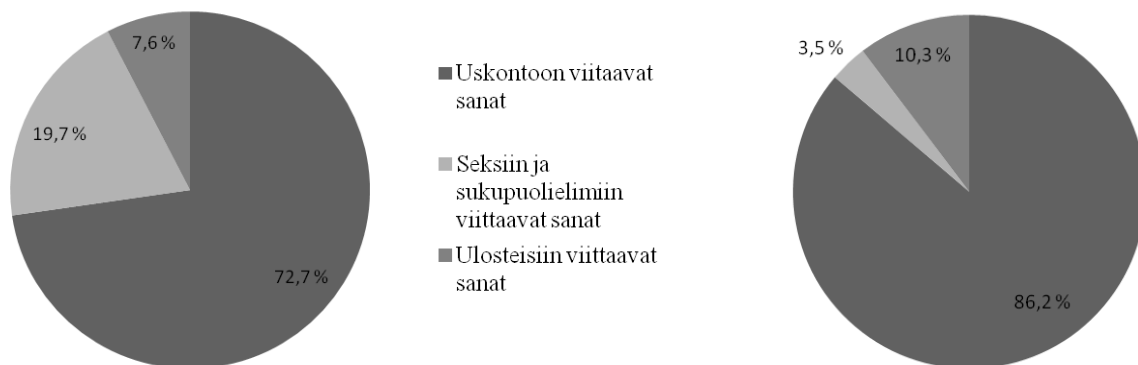 7,6 %
19,7 %
72,7 %
Uskontoon viitaavat
sanat
Seksiin ja
sukupuolielimiin
viittaavat sanat
Ulosteisiin viittaavat
sanat
3,5 %
10,3 %
86,2 %